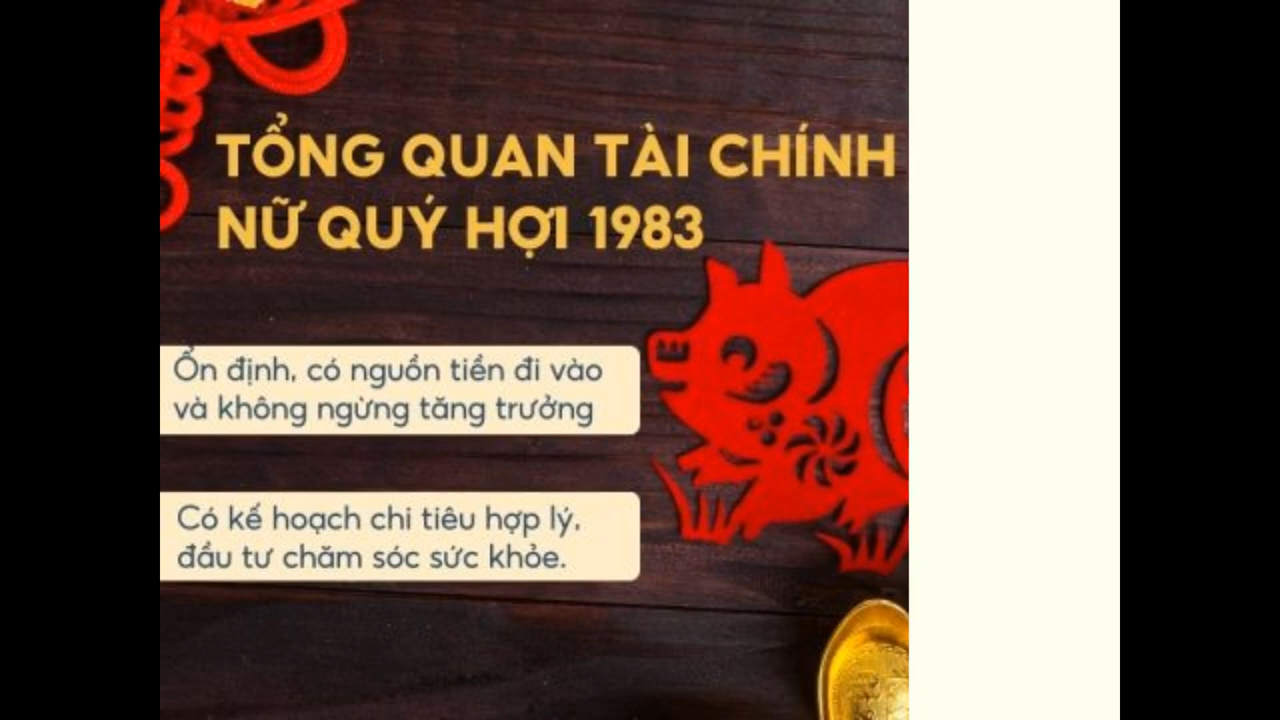 TỔNG QUAN TÀI CHÍNH
NỮ QUÝ HỢI 1983
Ổn định, có nguồn tiền đi vào
và không ngừng tăng trưởng
Có kế hoạch chi tiêu hợp lý,
đầu tư chăm sóc sức khỏe.